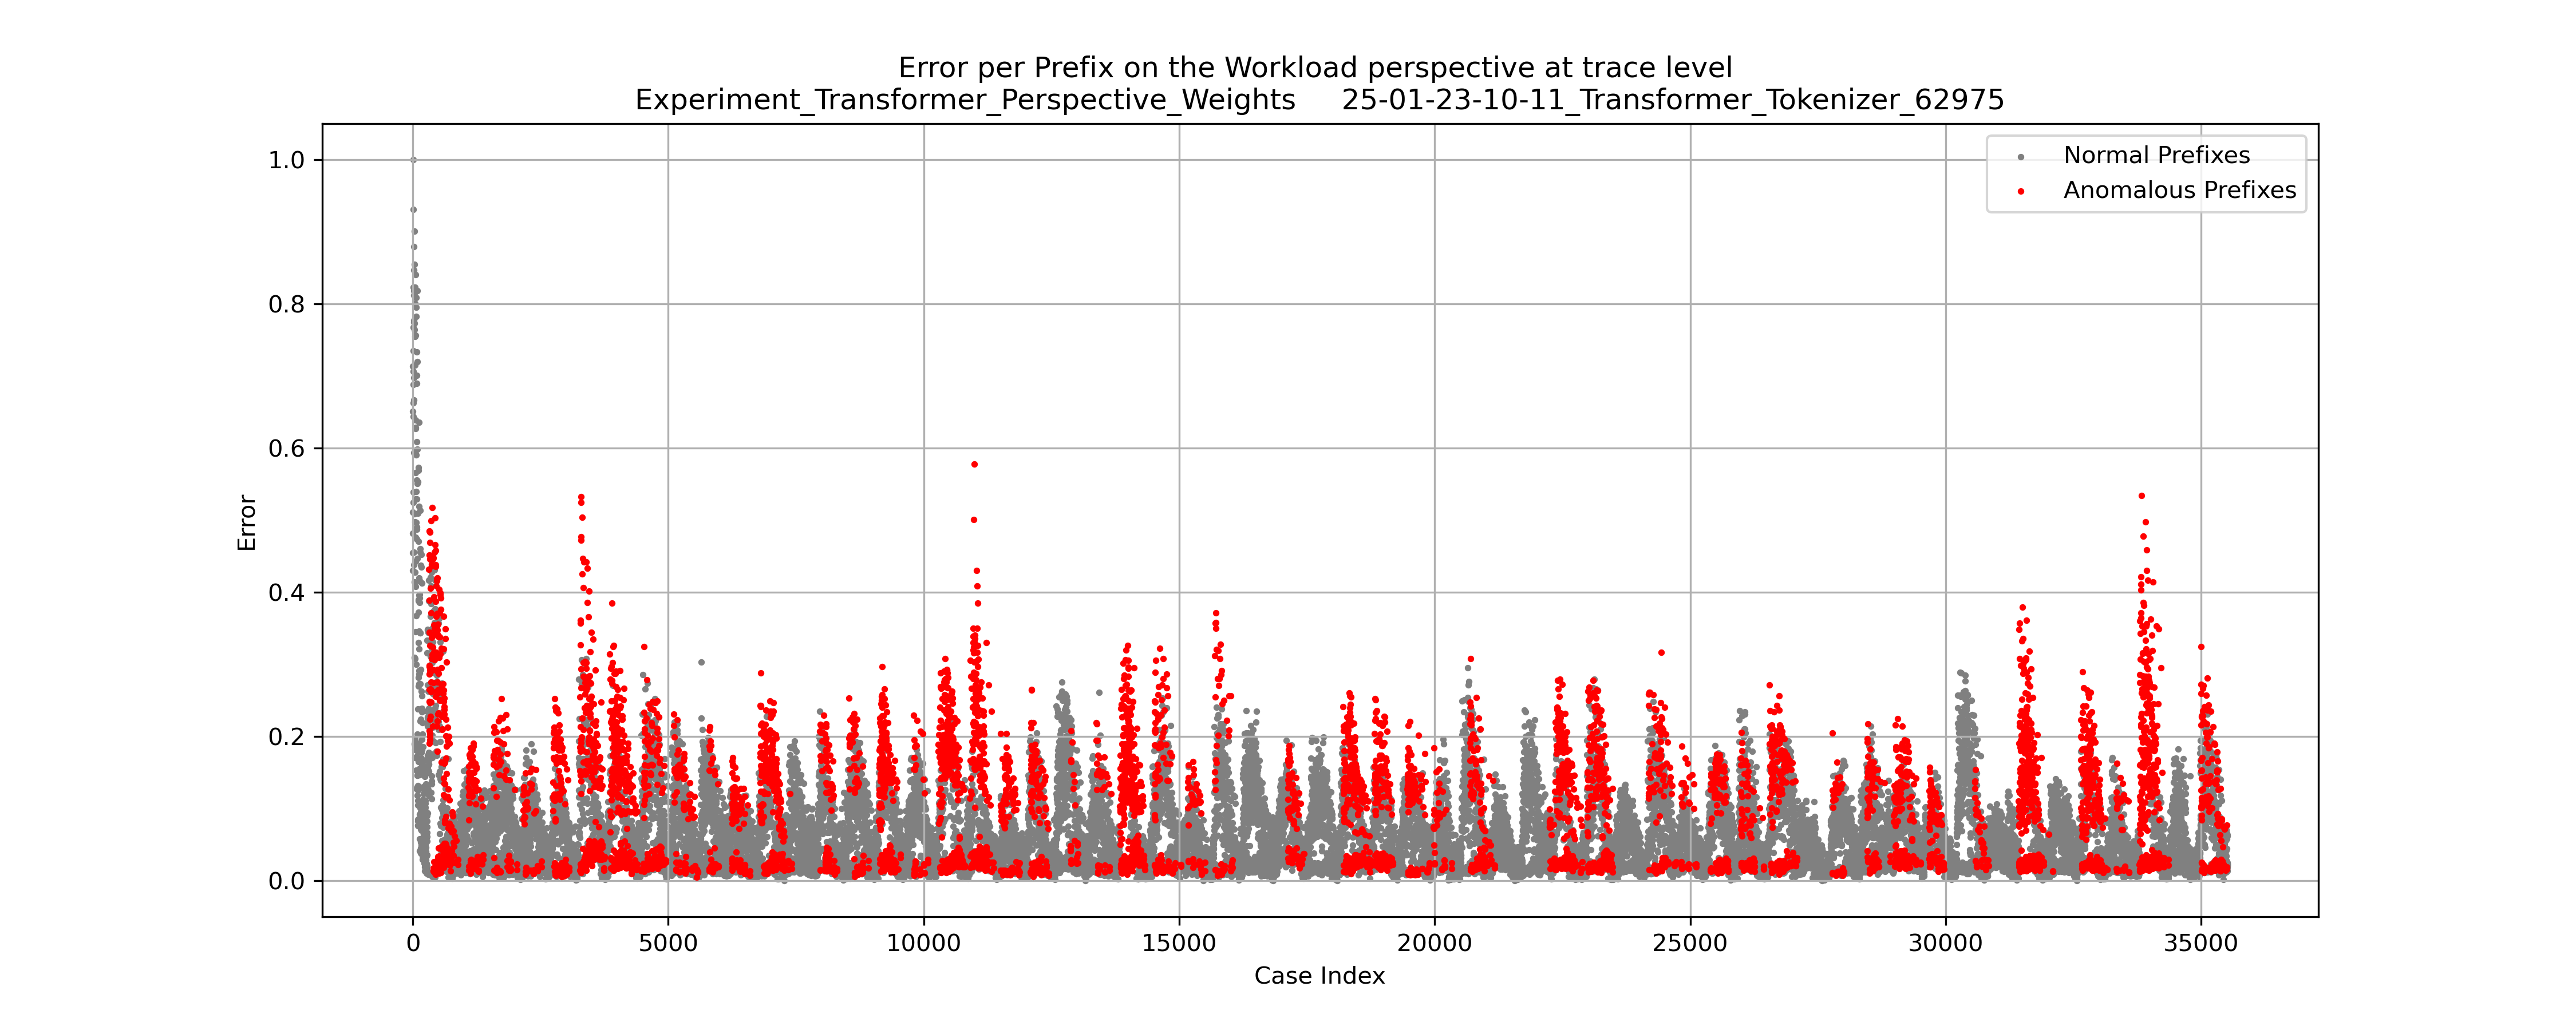 Error per Prefix on the Workload perspective at trace level
Experiment_Transformer_Perspective_Weights 25-01-23-10-11_Transformer_Tokenizer_62975
Normal Prefixes
Anomalous Prefixes
1.0
0.8
0.6
0.4
0.2
0.0
Error
0 5000 10000 15000 20000 25000 30000 35000
Case Index